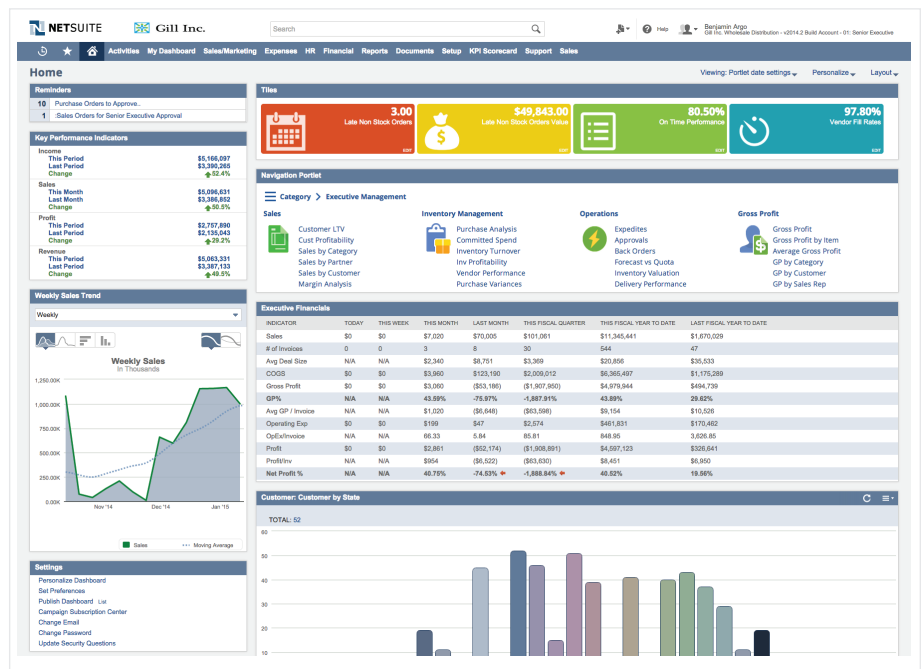 NETSUITE
Gill Inc.
Search
Help
Benjamin Argo
Gill Inc. Wholesale Distribution - v2014.2 Build Account - 01: Senior Executive
Activities My Dashboard Sales/Marketing Expenses HR Financial Reports Documents Setup KPI Scorecard Support Sales
Home
Viewing: Portlet date settings Personalize Layout
Reminders
10 Purchase Orders to Approve..
1 :Sales Orders for Senior Executive Approval
Key Performance Indicators
Income
This Period $5,166,097
Last Period $3,390,265
Change 52.4%
Sales
This Month $5,096,631
Last Month $3,386,852
Change 50.5%
Profit
This Period $2,757,890
Last Period $2,135,043
Change 29.2%
Revenue
This Period $5,063,331
Last Period $3,387,133
Change 49.5%
Weekly Sales Trend
Weekly
Weekly Sales
In Thousands
1,250.00K
1,000.00K
750.00K
500.00K
250.00K
0.00K
Nov '14 Dec '14 Jan '15
Sales Moving Average
Settings
Personalize Dashboard
Set Preferences
Publish Dashboard List
Campaign Subscription Center
Change Email
Change Password
Update Security Questions
Tiles
3.00
Late Non Stock Orders
EDIT
$49,843.00
Late Non Stock Orders Value
EDIT
80.50%
On Time Performance
EDIT
97.80%
Vendor Fill Rates
EDIT
Navigation Portlet
Category > Executive Management
Sales
Customer LTV
Cust Profitability
Sales by Category
Sales by Partner
Sales by Customer
Margin Analysis
Inventory Management
Purchase Analysis
Committed Spend
Inventory Turnover
Inv Profitability
Vendor Performance
Purchase Variances
Operations
Expedites
Approvals
Back Orders
Forecast vs Quota
Inventory Valuation
Delivery Performance
Gross Profit
Gross Profit
Gross Profit by Item
Average Gross Profit
GP by Category
GP by Customer
GP by Sales Rep
Executive Financials
INDICATOR TODAY THIS WEEK THIS MONTH LAST MONTH THIS FISCAL QUARTER THIS FISCAL YEAR TO DATE LAST FISCAL YEAR TO DATE
Sales $0 $0 $7,020 $70,005 $101,061 $11,345,441 $1,670,029
# of Invoices 0 0 3 8 30 544 47
Avg Deal Size N/A N/A $2,340 $8,751 $3,369 $20,856 $35,533
COGS $0 $0 $3,960 $123,190 $2,009,012 $6,365,497 $1,175,289
Gross Profit $0 $0 $3,060 ($53,186) ($1,907,950) $4,979,944 $494,739
GP% N/A N/A 43.59% -75.97% -1,887.91% 43.89% 29.62%
Avg GP / Invoice N/A N/A $1,020 ($6,648) ($63,598) $9,154 $10,526
Operating Exp $0 $0 $199 $47 $2,574 $461,831 $170,462
OpEx/Invoice N/A N/A 66.33 5.84 85.81 848.95 3,626.85
Profit $0 $0 $2,861 ($52,174) ($1,908,691) $4,597,123 $326,641
Profit/Inv N/A N/A $954 ($6,522) ($63,630) $8,451 $6,950
Net Profit % N/A N/A 40.75% -74.53% -1,888.84% 40.52% 19.56%
Customer: Customer by State
TOTAL: 52
60
50
40
30
20
10